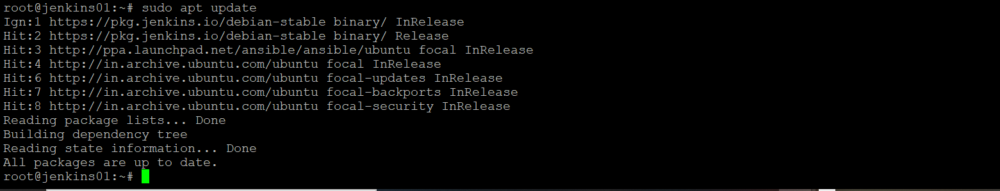 root@jenkins01:~# sudo apt update
Ign:1 https://pkg.jenkins.io/debian-stable binary/ InRelease
Hit:2 https://pkg.jenkins.io/debian-stable binary/ Release
Hit:3 http://ppa.launchpad.net/ansible/ansible/ubuntu focal InRelease
Hit:4 http://in.archive.ubuntu.com/ubuntu focal InRelease
Hit:6 http://in.archive.ubuntu.com/ubuntu focal-updates InRelease
Hit:7 http://in.archive.ubuntu.com/ubuntu focal-backports InRelease
Hit:8 http://in.archive.ubuntu.com/ubuntu focal-security InRelease
Reading package lists... Done
Building dependency tree
Reading state information... Done
All packages are up to date.
root@jenkins01:~#